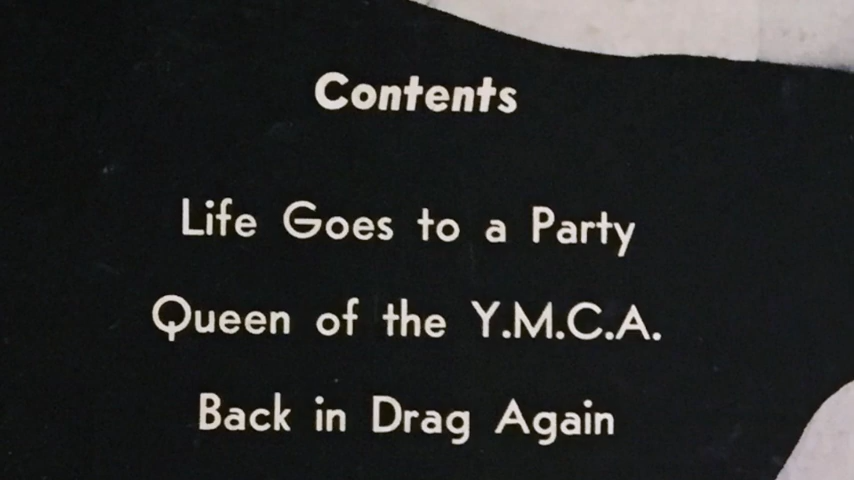 Contents
Life Goes to a Party
Queen of the Y.M.C.A.
Back in Drag Again